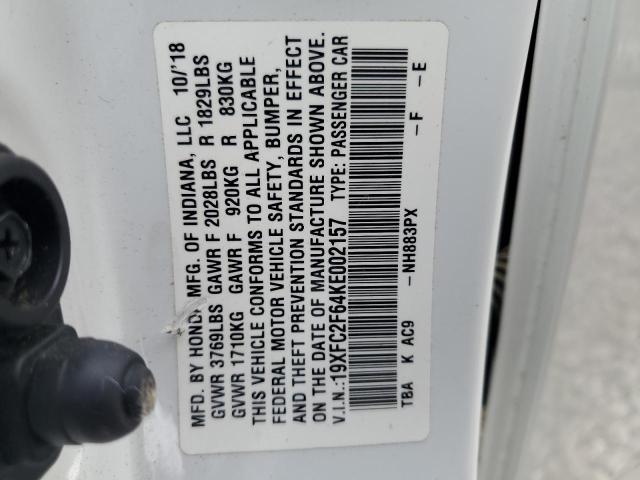 MFD. BY HONDA MFG. OF INDIANA, LLC 10/'18
GVWR 3769LBS GAWR F 2028LBS R 1829LBS
GVWR 1710KG GAWR F 920KG R 830KG
THIS VEHICLE CONFORMS TO ALL APPLICABLE
FEDERAL MOTOR VEHICLE SAFETY, BUMPER,
AND THEFT PREVENTION STANDARDS IN EFFECT
ON THE DATE OF MANUFACTURE SHOWN ABOVE.
V.I.N.:19XFC2F64KE002157 TYPE: PASSENGER CAR
TBA K AC9 -NH883PX -F -E